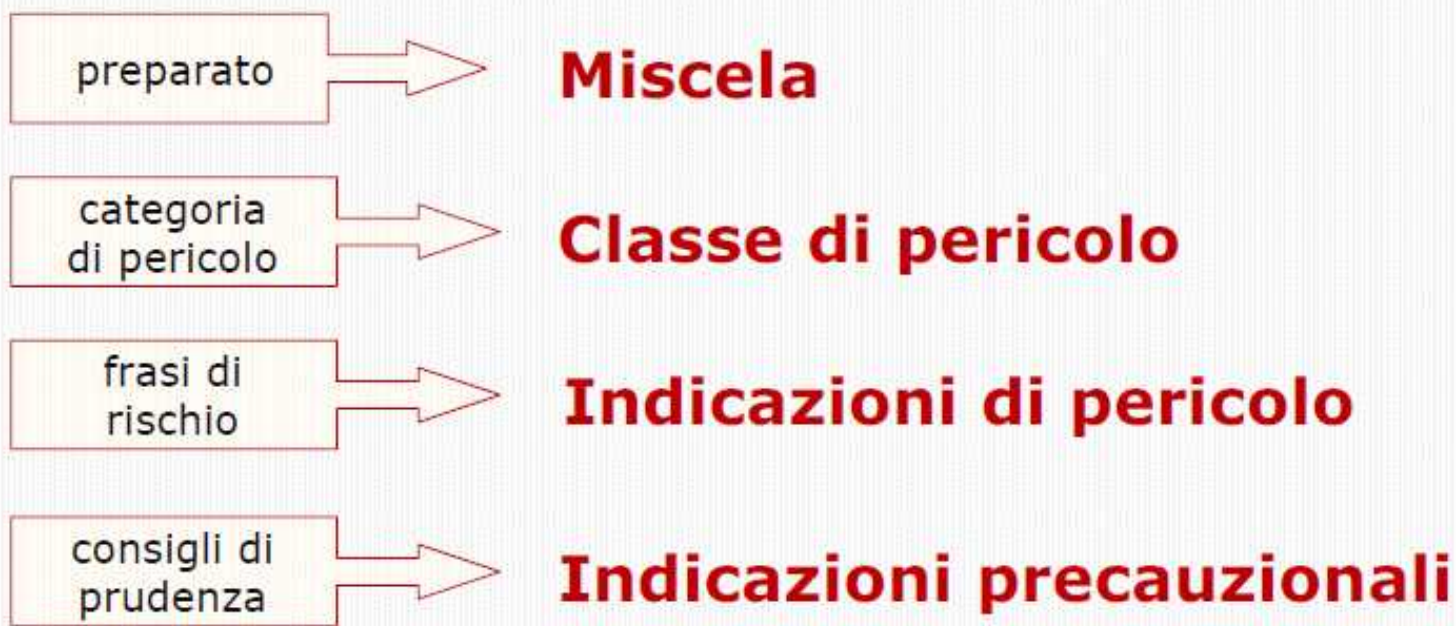 preparato
Miscela
categoria
di pericolo
Classe di pericolo
frasi di
rischio
Indicazioni di pericolo
consigli di
prudenza
Indicazioni precauzionali